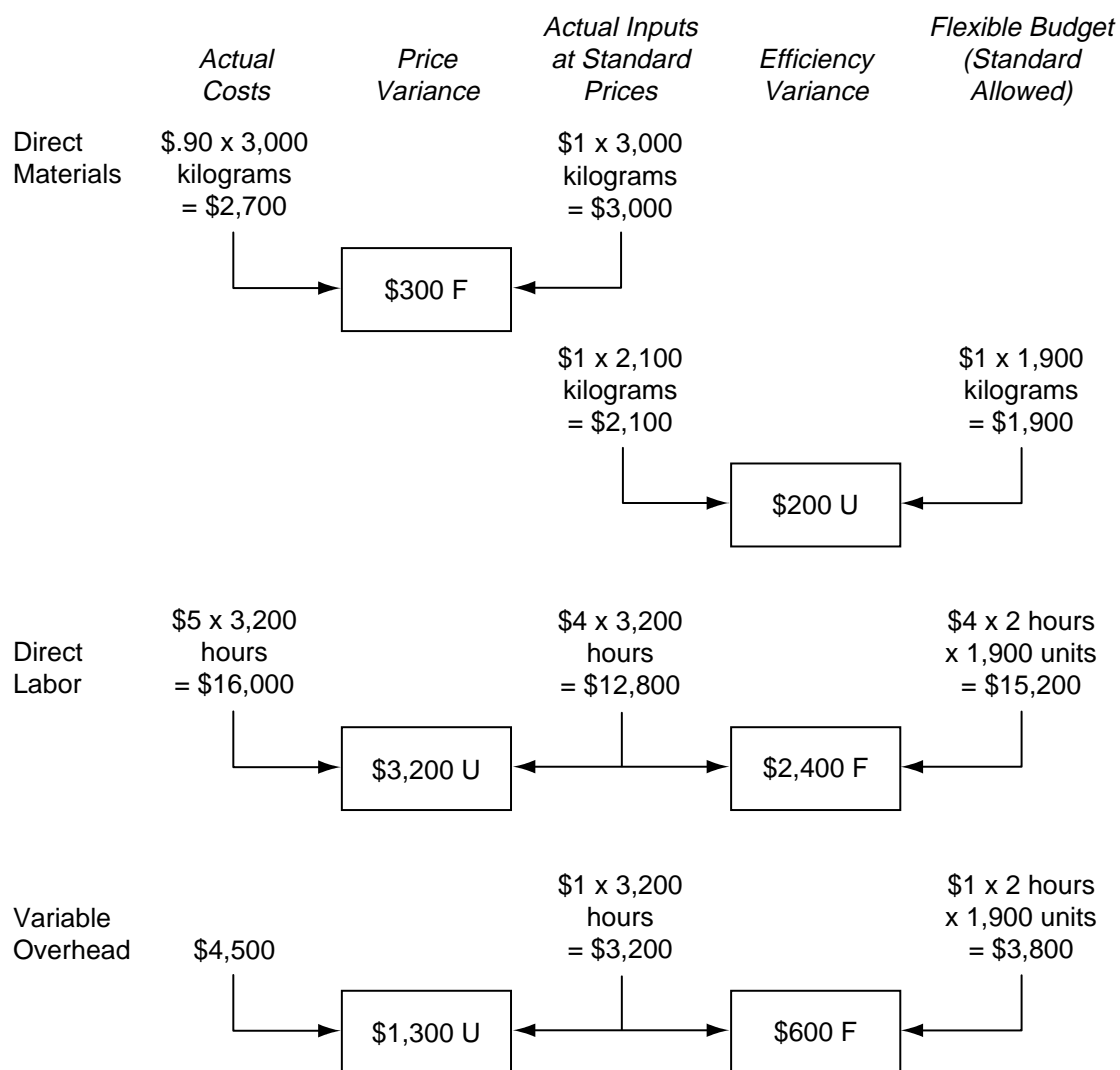 Actual
Costs
Price
Variance
Actual Inputs
at Standard
Prices
Efficiency
Variance
Flexible Budget
(Standard
Allowed)
Direct
Materials
$.90 x 3,000
kilograms
= $2,700
$1 x 3,000
kilograms
= $3,000
$300 F
$1 x 2,100
kilograms
= $2,100
$1 x 1,900
kilograms
= $1,900
$200 U
Direct
Labor
$5 x 3,200
hours
= $16,000
$4 x 3,200
hours
= $12,800
$4 x 2 hours
x 1,900 units
= $15,200
$3,200 U
$2,400 F
Variable
Overhead
$4,500
$1 x 3,200
hours
= $3,200
$1 x 2 hours
x 1,900 units
= $3,800
$1,300 U
$600 F